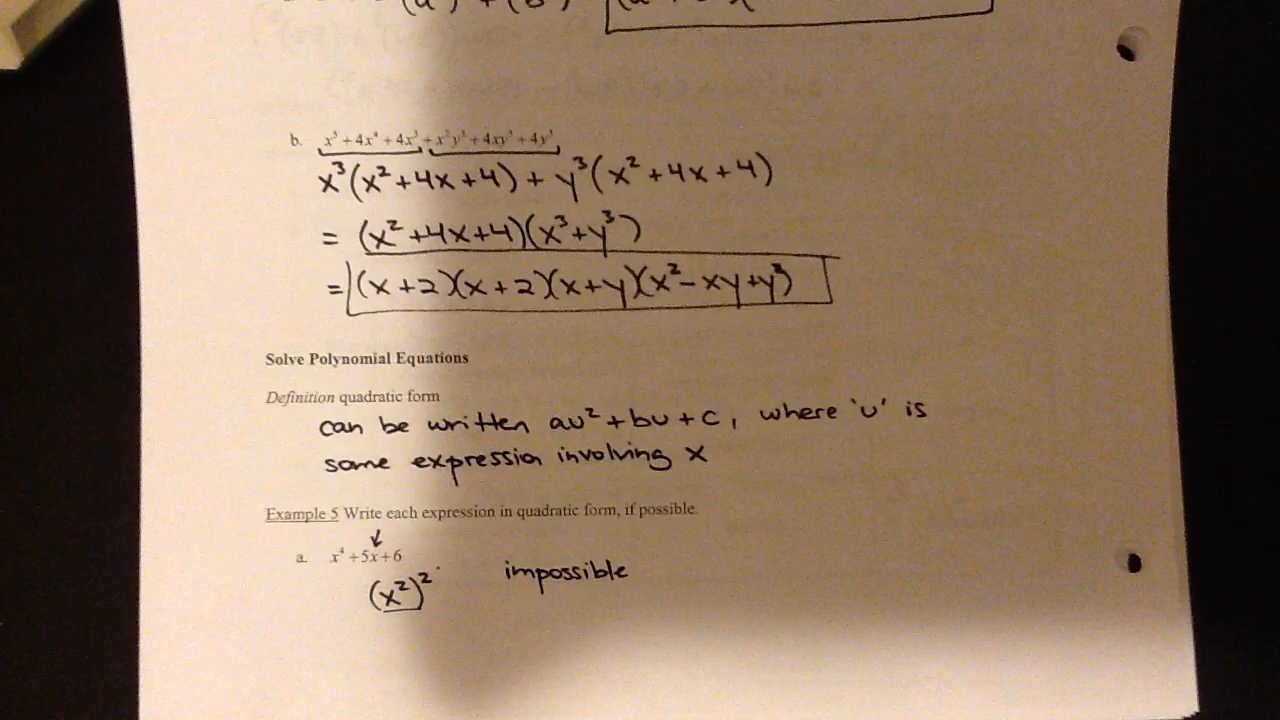 b. x⁵ + 4x⁴ + 4x³ + x²y³ + 4xy³ + 4y³
x³(x² + 4x + 4) + y³(x² + 4x + 4)
= (x² + 4x + 4)(x³ + y³)
= (x + 2)(x + 2)(x + y)(x² - xy + y²)
Solve Polynomial Equations
Definition quadratic form
can be written au² + bu + c, where 'u' is
some expression involving x
Example 5 Write each expression in quadratic form, if possible.
↓
a. x⁴ + 5x + 6
(x²)² impossible